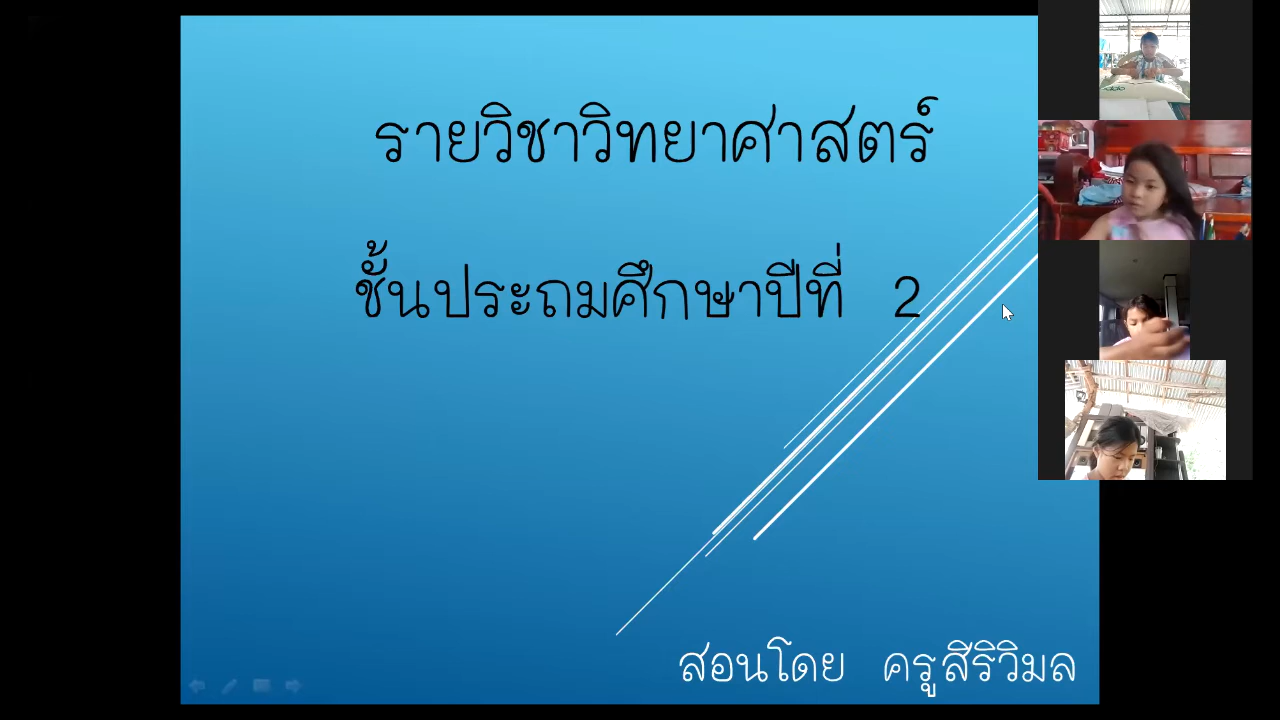 รายวิชาวิทยาศาสตร์
ชั้นประถมศึกษาปีที่ 2
สอนโดย ครูสิริวิมล